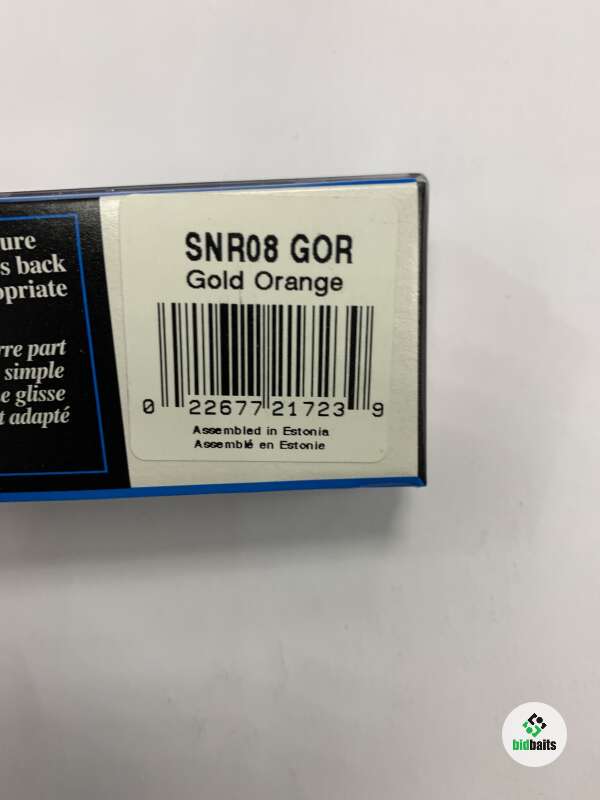 ure
s back
opriate
rre part
simple
e glisse
t adapté
SNR08 GOR
Gold Orange
0 22677 21723 9
Assembled in Estonia
Assemblé en Estonie
bidbaits